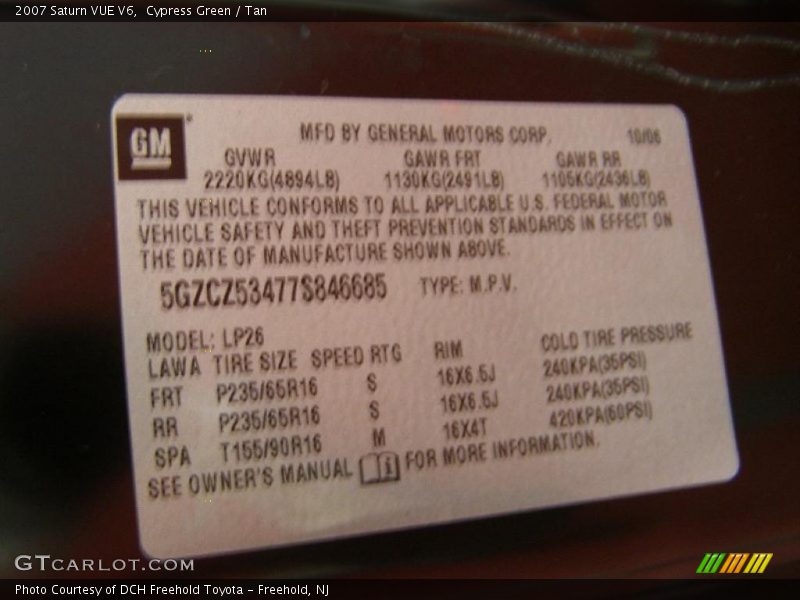 2007 Saturn VUE V6,  Cypress Green / Tan
GM
MFD BY GENERAL MOTORS CORP. 10/06
GVWR GAWR FRT GAWR RR
2220KG(4894LB) 1130KG(2491LB) 1105KG(2436LB)
THIS VEHICLE CONFORMS TO ALL APPLICABLE U.S. FEDERAL MOTOR
VEHICLE SAFETY AND THEFT PREVENTION STANDARDS IN EFFECT ON
THE DATE OF MANUFACTURE SHOWN ABOVE.
5GZCZ53477S846685 TYPE: M.P.V.
MODEL: LP26
LAWA TIRE SIZE SPEED RTG RIM COLD TIRE PRESSURE
FRT P235/65R16 S 16X6.5J 240KPA(35PSI)
RR P235/65R16 S 16X6.5J 240KPA(35PSI)
SPA T155/90R16 M 16X4T 420KPA(60PSI)
SEE OWNER'S MANUAL FOR MORE INFORMATION.
GTCARLOT.COM
Photo Courtesy of DCH Freehold Toyota - Freehold, NJ